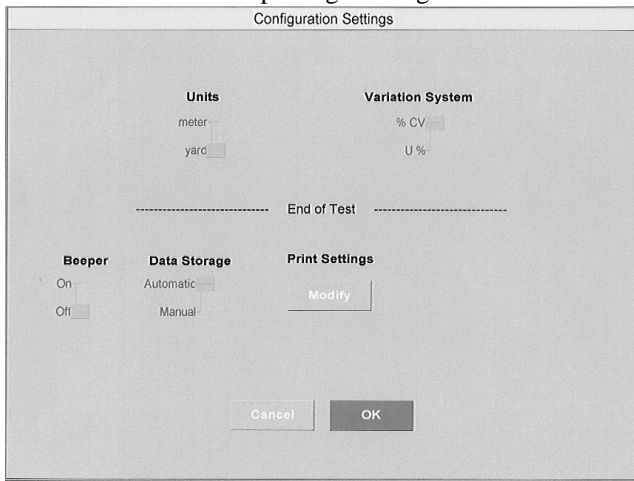 Configuration Settings
Units
Variation System
meter
% CV
yard
U %
End of Test
Beeper
Data Storage
Print Settings
On
Automatic
Modify
Off
Manual
Cancel
OK